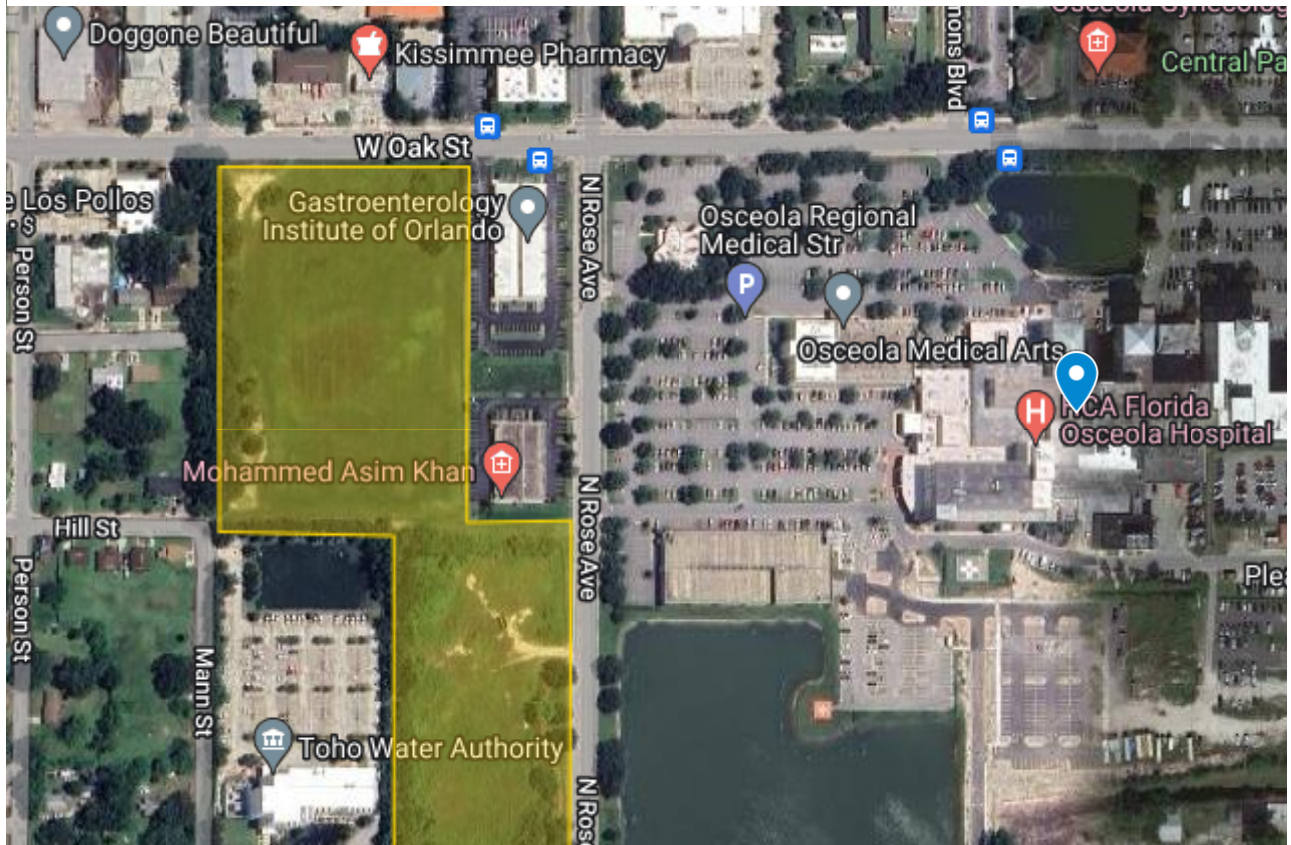 Doggone Beautiful
Kissimmee Pharmacy
mons Blvd
Osceola Gynecolog
Central Pa
W Oak St
e Los Pollos
Gastroenterology
Institute of Orlando
N Rose Ave
Osceola Regional
Medical Str
P
Person St
Osceola Medical Arts
H
HCA Florida
Osceola Hospital
Mohammed Asim Khan
N Rose Ave
Hill St
Person St
Plea
Mann St
Toho Water Authority
N Rose